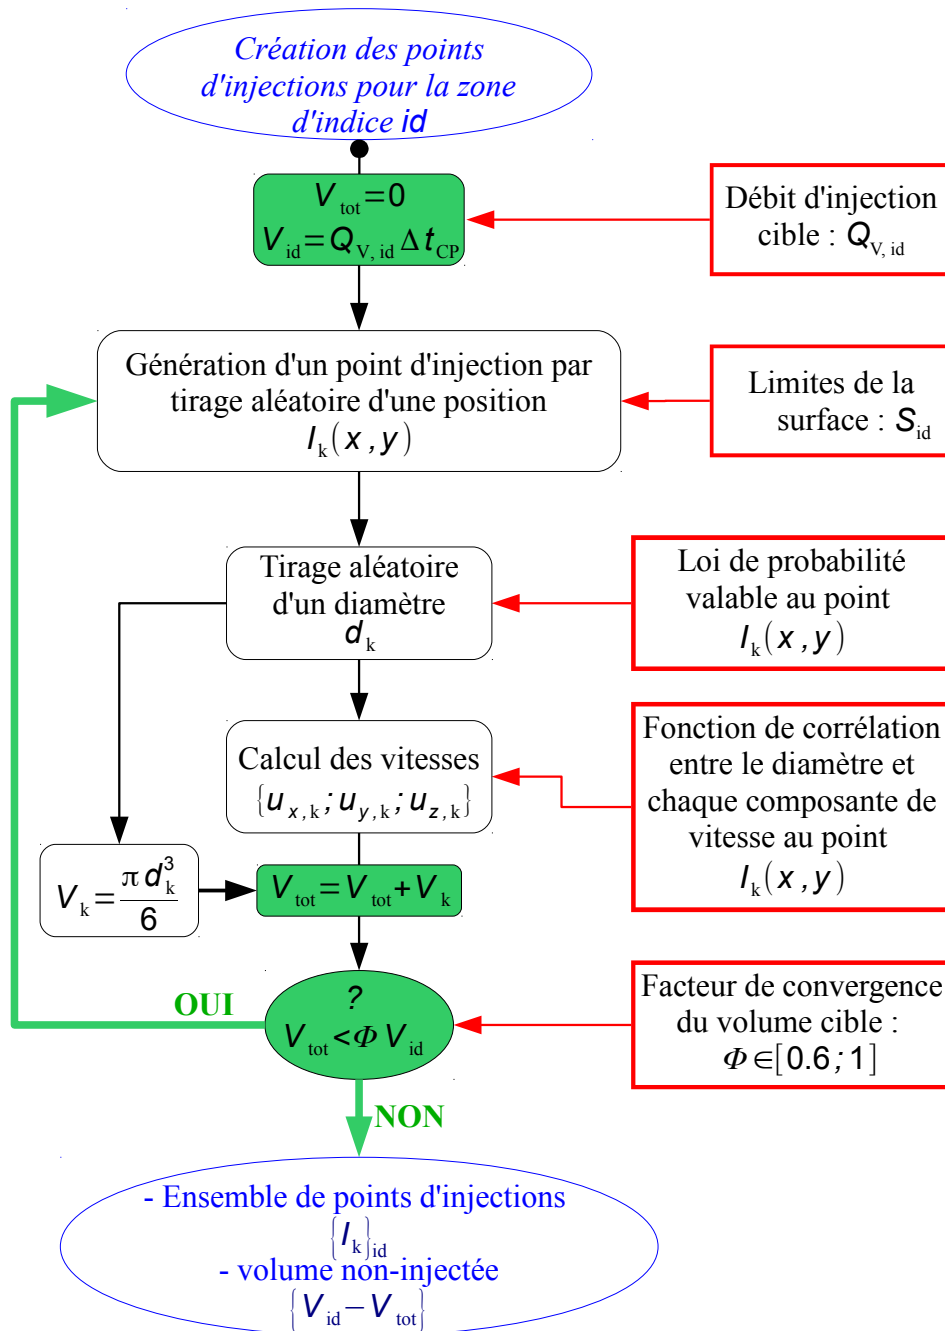 Création des points
d'injections pour la zone
d'indice id
V_tot=0
V_id=Q_V, id Δ t_CP
Débit d'injection
cible : Q_V, id
Génération d'un point d'injection par
tirage aléatoire d'une position
I_k(x ,y)
Limites de la
surface : S_id
Tirage aléatoire
d'un diamètre
d_k
Loi de probabilité
valable au point
I_k(x ,y)
Calcul des vitesses
{u_x,k ; u_y,k ; u_z,k}
Fonction de corrélation
entre le diamètre et
chaque composante de
vitesse au point
I_k(x ,y)
V_k=π d_k^3/6
V_tot=V_tot+V_k
?
V_tot<Φ V_id
OUI
Facteur de convergence
du volume cible :
Φ∈[0.6 ; 1]
NON
- Ensemble de points d'injections
{I_k}_id
- volume non-injectée
{V_id−V_tot}